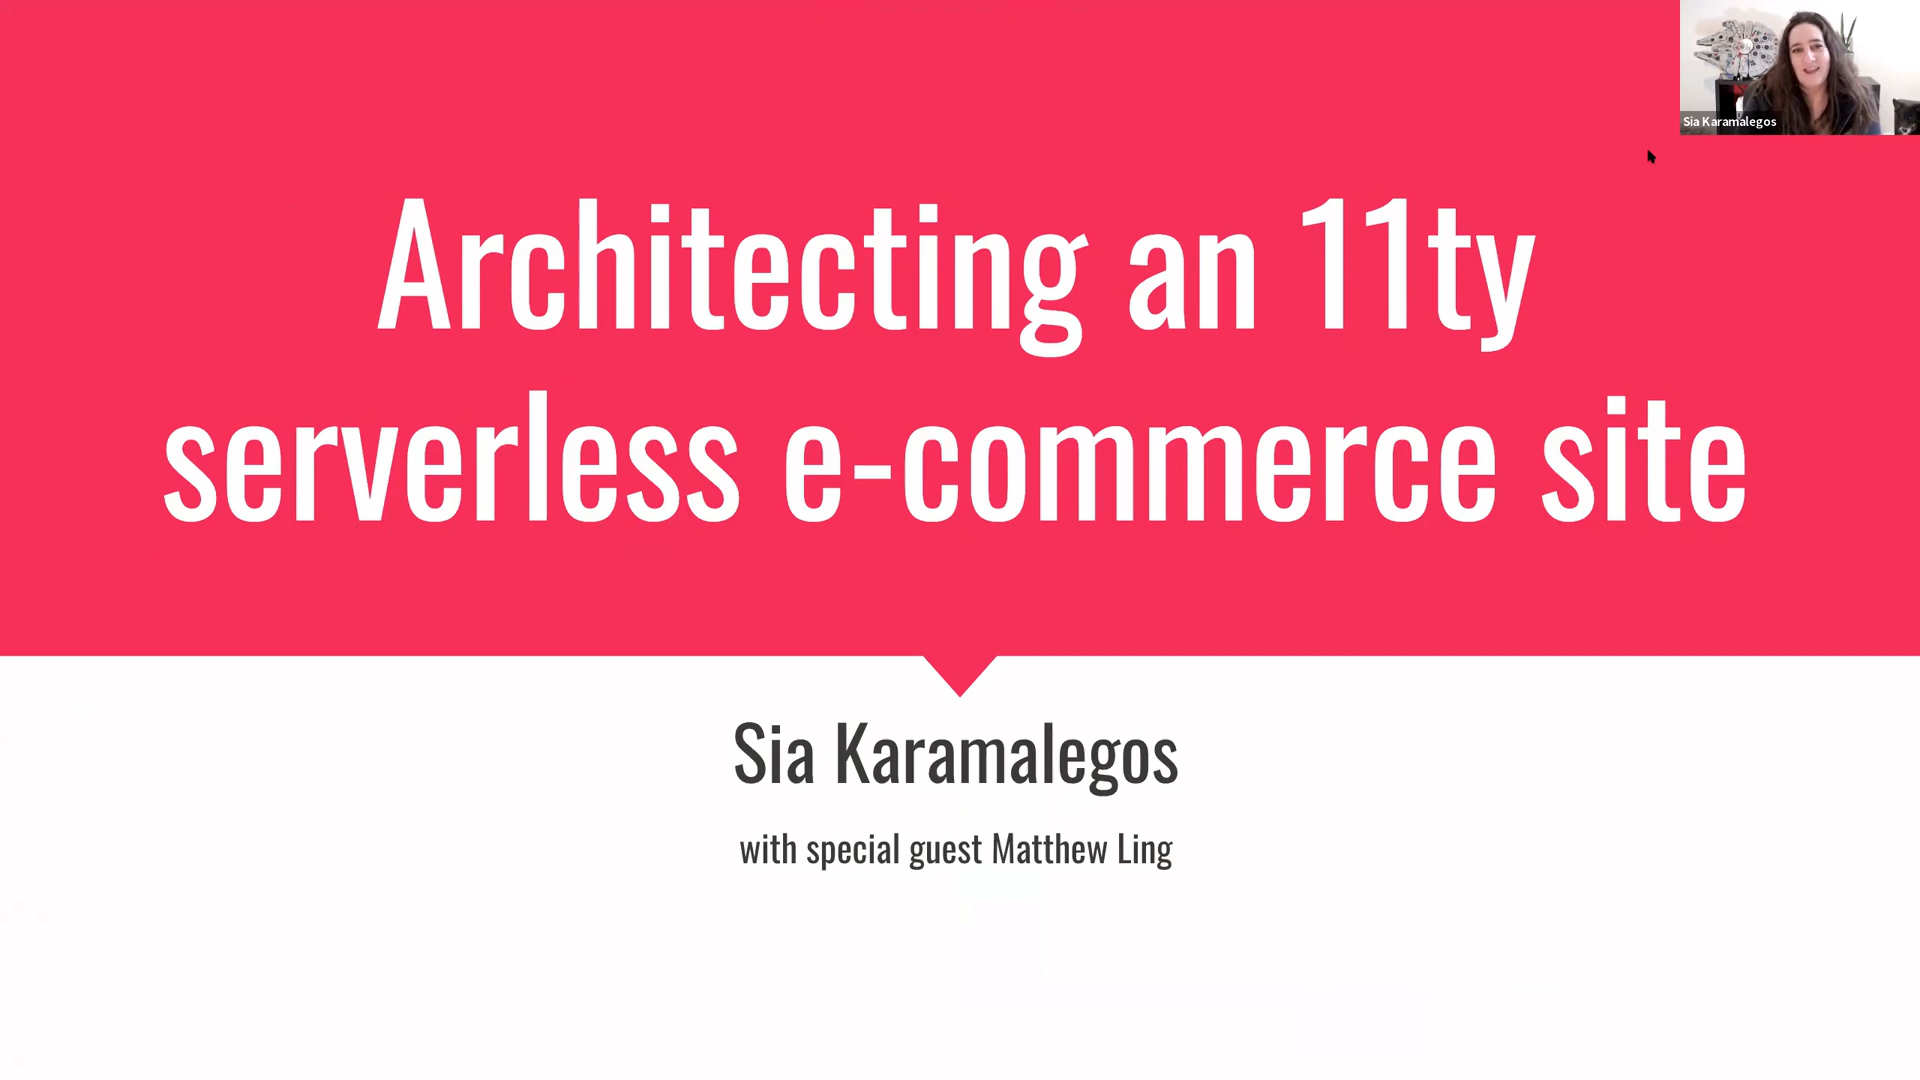 Sia Karamalegos
Architecting an 11ty
serverless e-commerce site
Sia Karamalegos
with special guest Matthew Ling